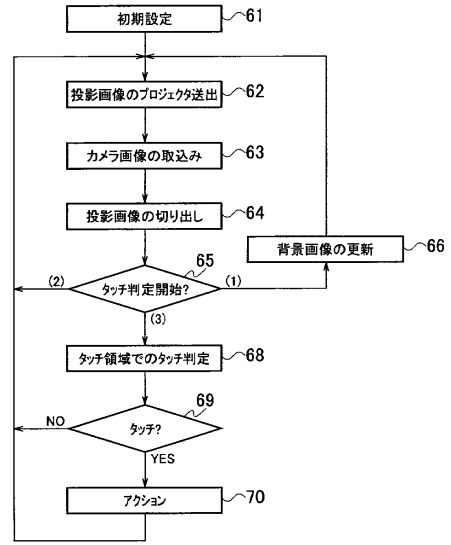 初期設定 61
投影画像のプロジェクタ送出 62
カメラ画像の取込み 63
投影画像の切り出し 64
背景画像の更新 66
65
(2) タッチ判定開始? (1)
(3)
タッチ領域でのタッチ判定 68
69
NO タッチ?
YES
アクション 70